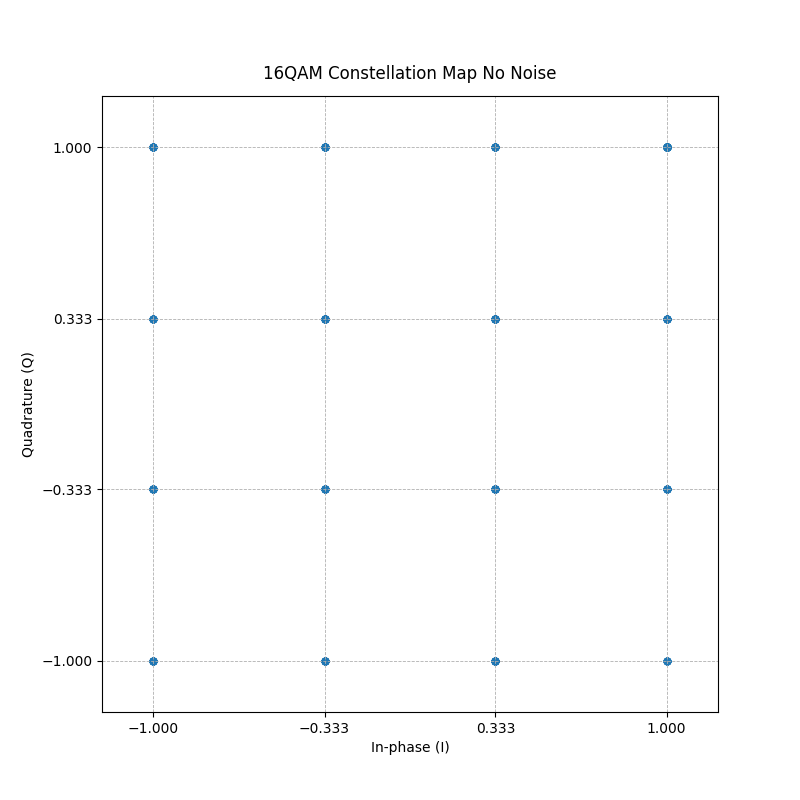 16QAM Constellation Map No Noise
1.000
0.333
−0.333
−1.000
Quadrature (Q)
−1.000 −0.333 0.333 1.000
In-phase (I)